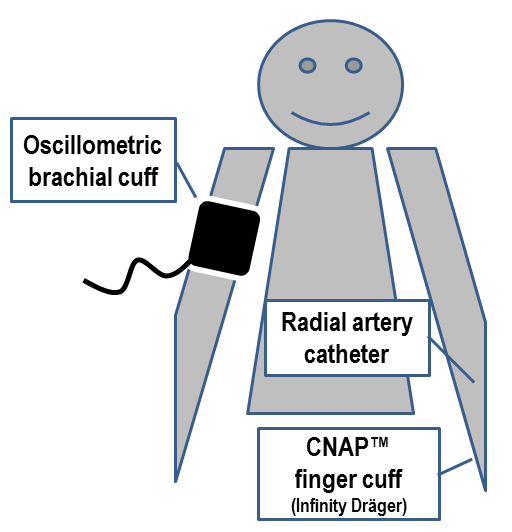 Oscillometric
brachial cuff
Radial artery
catheter
CNAP™
finger cuff
(Infinity Dräger)